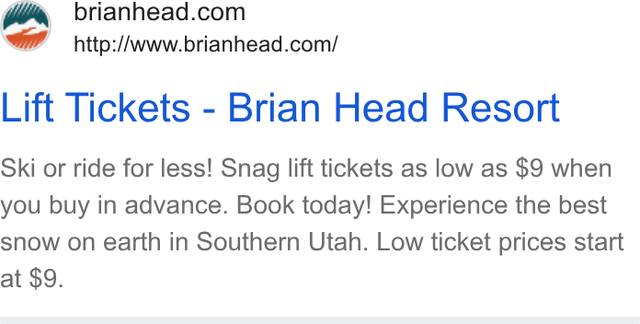 brianhead.com
http://www.brianhead.com/
Lift Tickets - Brian Head Resort
Ski or ride for less! Snag lift tickets as low as $9 when
you buy in advance. Book today! Experience the best
snow on earth in Southern Utah. Low ticket prices start
at $9.